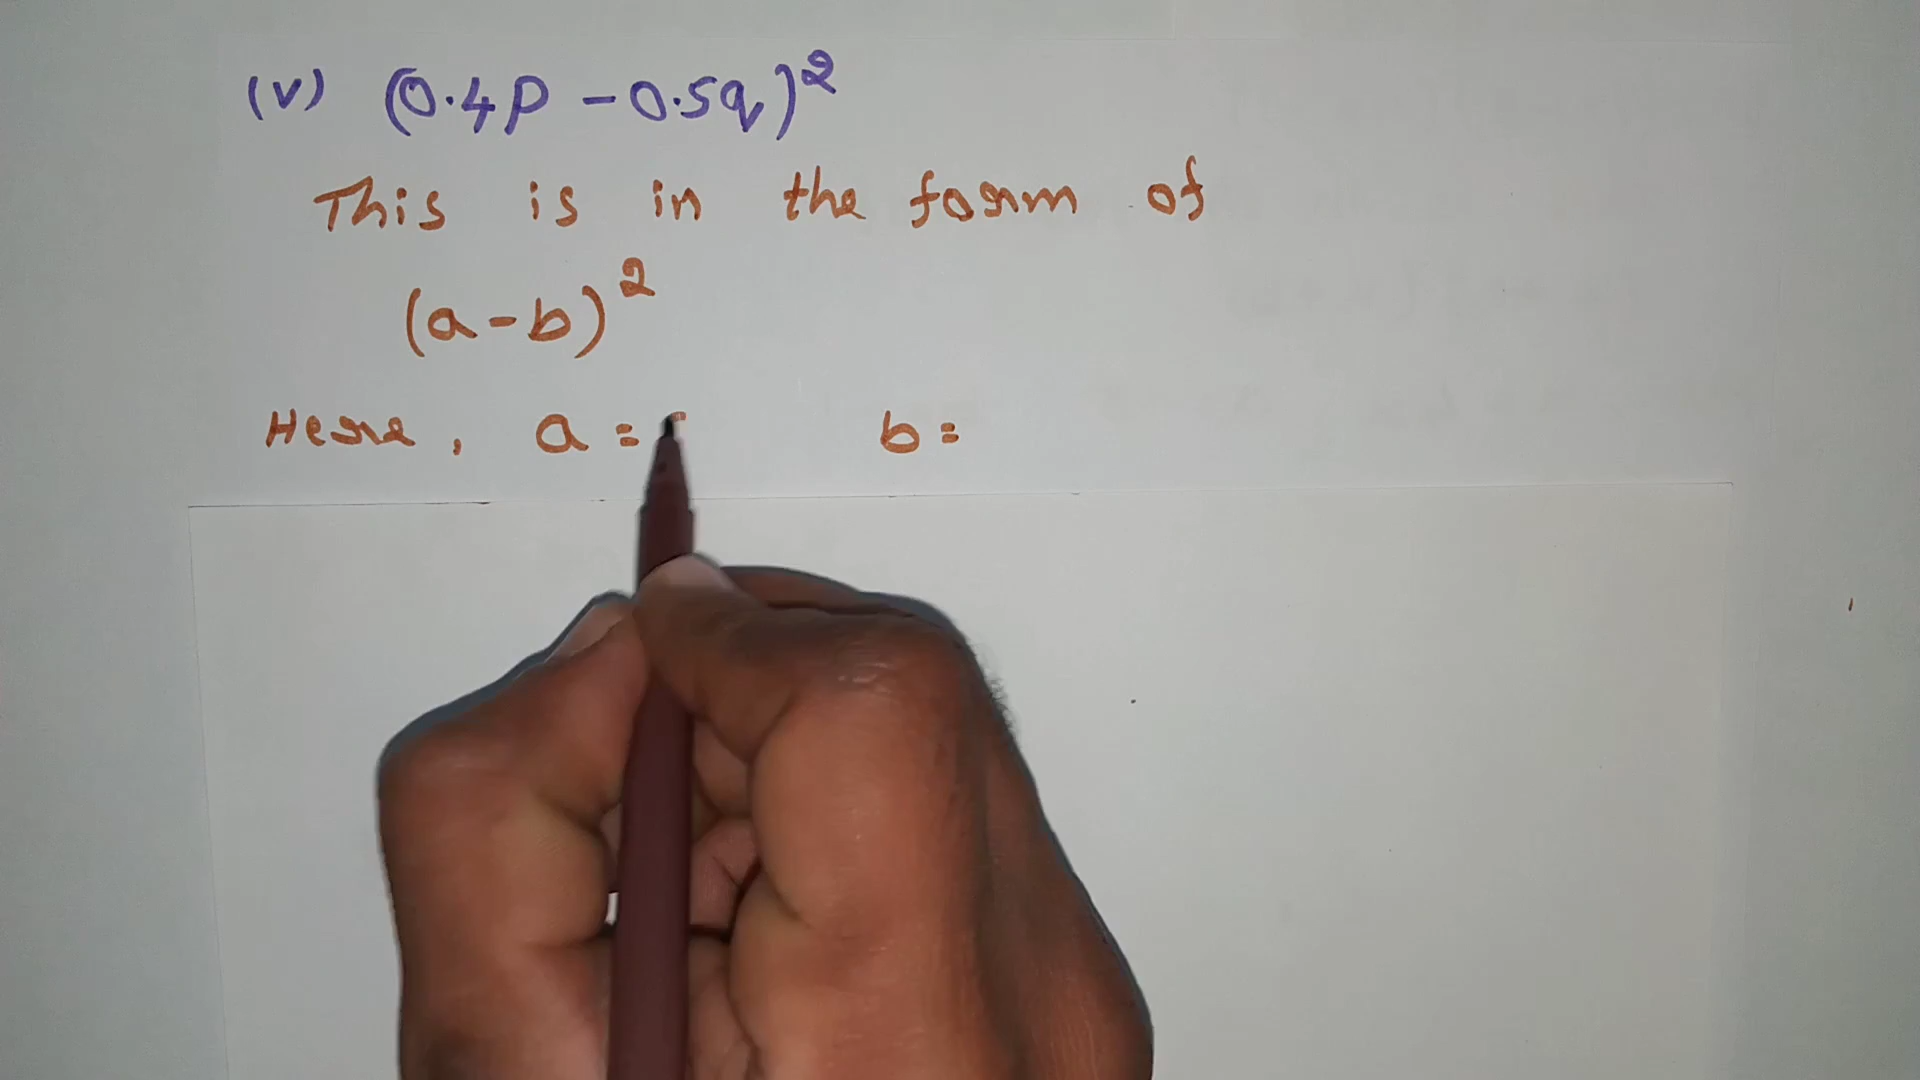 (v) (0.4p - 0.5q)²
This is in the form of
(a-b)²
Here, a = b =